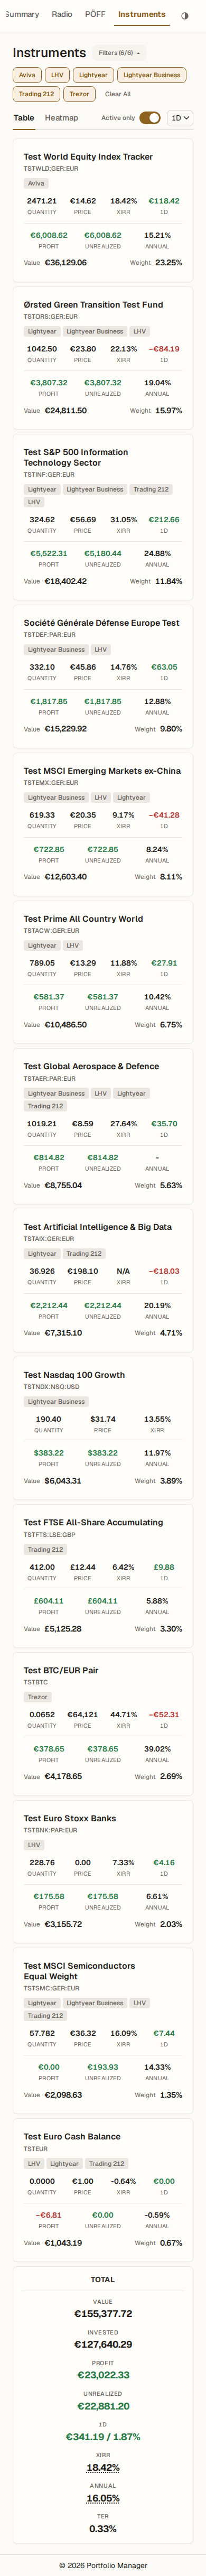 Summary Radio PÖFF Instruments
Instruments Filters (6/6)
Aviva LHV Lightyear Lightyear Business
Trading 212 Trezor Clear All
Table Heatmap Active only 1D
Test World Equity Index Tracker
TSTWLD:GER:EUR
Aviva
2471.21 €14.62 18.42% €118.42
QUANTITY PRICE XIRR 1D
€6,008.62 €6,008.62 15.21%
PROFIT UNREALIZED ANNUAL
Value €36,129.06 Weight 23.25%
Ørsted Green Transition Test Fund
TSTORS:GER:EUR
Lightyear Lightyear Business LHV
1042.50 €23.80 22.13% −€84.19
QUANTITY PRICE XIRR 1D
€3,807.32 €3,807.32 19.04%
PROFIT UNREALIZED ANNUAL
Value €24,811.50 Weight 15.97%
Test S&P 500 Information
Technology Sector
TSTINF:GER:EUR
Lightyear Lightyear Business Trading 212
LHV
324.62 €56.69 31.05% €212.66
QUANTITY PRICE XIRR 1D
€5,522.31 €5,180.44 24.88%
PROFIT UNREALIZED ANNUAL
Value €18,402.42 Weight 11.84%
Société Générale Défense Europe Test
TSTDEF:PAR:EUR
Lightyear Business LHV
332.10 €45.86 14.76% €63.05
QUANTITY PRICE XIRR 1D
€1,817.85 €1,817.85 12.88%
PROFIT UNREALIZED ANNUAL
Value €15,229.92 Weight 9.80%
Test MSCI Emerging Markets ex-China
TSTEMX:GER:EUR
Lightyear Business LHV Lightyear
619.33 €20.35 9.17% −€41.28
QUANTITY PRICE XIRR 1D
€722.85 €722.85 8.24%
PROFIT UNREALIZED ANNUAL
Value €12,603.40 Weight 8.11%
Test Prime All Country World
TSTACW:GER:EUR
Lightyear LHV
789.05 €13.29 11.88% €27.91
QUANTITY PRICE XIRR 1D
€581.37 €581.37 10.42%
PROFIT UNREALIZED ANNUAL
Value €10,486.50 Weight 6.75%
Test Global Aerospace & Defence
TSTAER:PAR:EUR
Lightyear Business LHV Lightyear
Trading 212
1019.21 €8.59 27.64% €35.70
QUANTITY PRICE XIRR 1D
€814.82 €814.82 -
PROFIT UNREALIZED ANNUAL
Value €8,755.04 Weight 5.63%
Test Artificial Intelligence & Big Data
TSTAIX:GER:EUR
Lightyear Trading 212
36.926 €198.10 N/A −€18.03
QUANTITY PRICE XIRR 1D
€2,212.44 €2,212.44 20.19%
PROFIT UNREALIZED ANNUAL
Value €7,315.10 Weight 4.71%
Test Nasdaq 100 Growth
TSTNDX:NSQ:USD
Lightyear Business
190.40 $31.74 13.55%
QUANTITY PRICE XIRR
$383.22 $383.22 11.97%
PROFIT UNREALIZED ANNUAL
Value $6,043.31 Weight 3.89%
Test FTSE All-Share Accumulating
TSTFTS:LSE:GBP
Trading 212
412.00 £12.44 6.42% £9.88
QUANTITY PRICE XIRR 1D
£604.11 £604.11 5.88%
PROFIT UNREALIZED ANNUAL
Value £5,125.28 Weight 3.30%
Test BTC/EUR Pair
TSTBTC
Trezor
0.0652 €64,121 44.71% −€52.31
QUANTITY PRICE XIRR 1D
€378.65 €378.65 39.02%
PROFIT UNREALIZED ANNUAL
Value €4,178.65 Weight 2.69%
Test Euro Stoxx Banks
TSTBNK:PAR:EUR
LHV
228.76 0.00 7.33% €4.16
QUANTITY PRICE XIRR 1D
€175.58 €175.58 6.61%
PROFIT UNREALIZED ANNUAL
Value €3,155.72 Weight 2.03%
Test MSCI Semiconductors
Equal Weight
TSTSMC:GER:EUR
Lightyear Lightyear Business LHV
Trading 212
57.782 €36.32 16.09% €7.44
QUANTITY PRICE XIRR 1D
€0.00 €193.93 14.33%
PROFIT UNREALIZED ANNUAL
Value €2,098.63 Weight 1.35%
Test Euro Cash Balance
TSTEUR
LHV Lightyear Trading 212
0.0000 €1.00 -0.64% €0.00
QUANTITY PRICE XIRR 1D
−€6.81 €0.00 -0.59%
PROFIT UNREALIZED ANNUAL
Value €1,043.19 Weight 0.67%
TOTAL
VALUE
€155,377.72
INVESTED
€127,640.29
PROFIT
€23,022.33
UNREALIZED
€22,881.20
1D
€341.19 / 1.87%
XIRR
18.42%
ANNUAL
16.05%
TER
0.33%
© 2026 Portfolio Manager